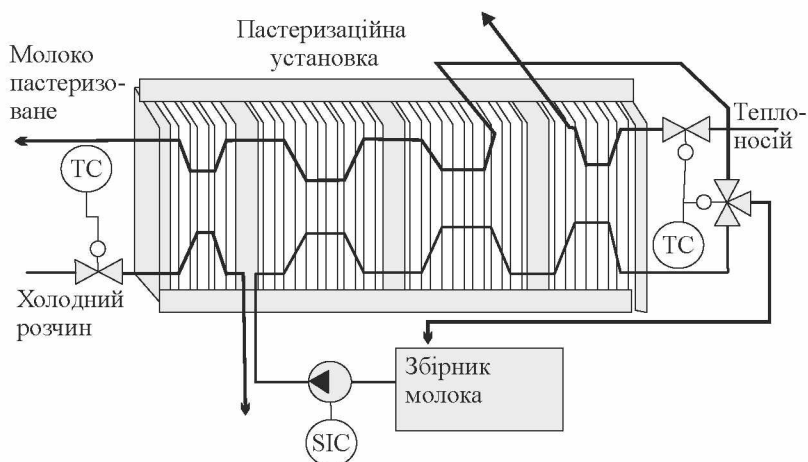 Пастеризаційна
установка
Молоко
пастеризо-
ване
Тепло-
носій
TC
TC
Холодний
розчин
Збірник
молока
SIC